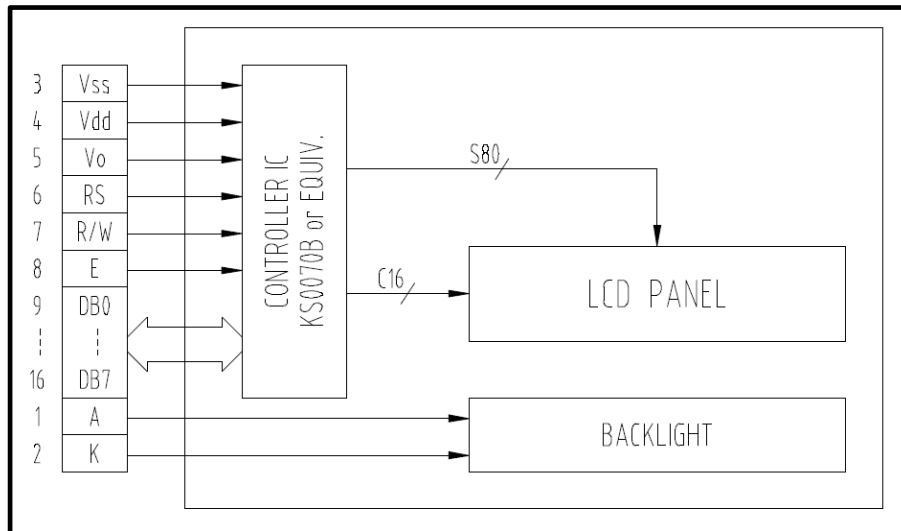 3 Vss
4 Vdd
5 Vo
6 RS
7 R/W
8 E
9 DB0
16 DB7
1 A
2 K
CONTROLLER IC
KS0070B or EQUIV.
S80
C16
LCD PANEL
BACKLIGHT